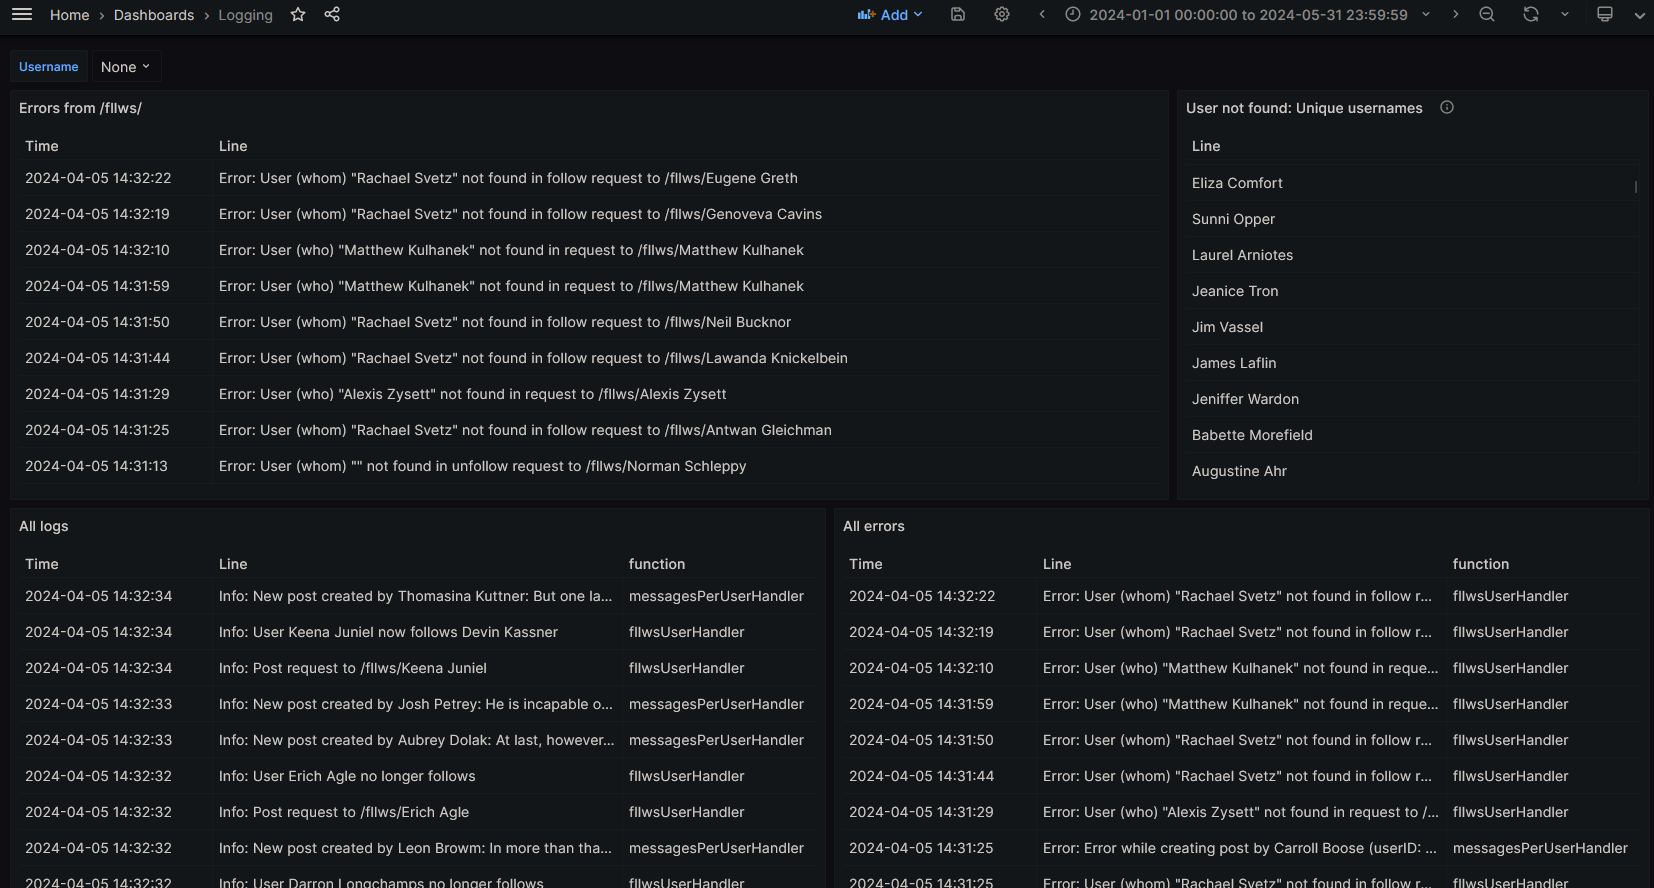 Home › Dashboards › Logging
Add
2024-01-01 00:00:00 to 2024-05-31 23:59:59
Username None
Errors from /fllws/
Time Line
2024-04-05 14:32:22 Error: User (whom) "Rachael Svetz" not found in follow request to /fllws/Eugene Greth
2024-04-05 14:32:19 Error: User (whom) "Rachael Svetz" not found in follow request to /fllws/Genoveva Cavins
2024-04-05 14:32:10 Error: User (who) "Matthew Kulhanek" not found in request to /fllws/Matthew Kulhanek
2024-04-05 14:31:59 Error: User (who) "Matthew Kulhanek" not found in request to /fllws/Matthew Kulhanek
2024-04-05 14:31:50 Error: User (whom) "Rachael Svetz" not found in follow request to /fllws/Neil Bucknor
2024-04-05 14:31:44 Error: User (whom) "Rachael Svetz" not found in follow request to /fllws/Lawanda Knickelbein
2024-04-05 14:31:29 Error: User (who) "Alexis Zysett" not found in request to /fllws/Alexis Zysett
2024-04-05 14:31:25 Error: User (whom) "Rachael Svetz" not found in follow request to /fllws/Antwan Gleichman
2024-04-05 14:31:13 Error: User (whom) "" not found in unfollow request to /fllws/Norman Schleppy
User not found: Unique usernames
Line
Eliza Comfort
Sunni Opper
Laurel Arniotes
Jeanice Tron
Jim Vassel
James Laflin
Jeniffer Wardon
Babette Morefield
Augustine Ahr
All logs
Time Line function
2024-04-05 14:32:34 Info: New post created by Thomasina Kuttner: But one la... messagesPerUserHandler
2024-04-05 14:32:34 Info: User Keena Juniel now follows Devin Kassner fllwsUserHandler
2024-04-05 14:32:34 Info: Post request to /fllws/Keena Juniel fllwsUserHandler
2024-04-05 14:32:33 Info: New post created by Josh Petrey: He is incapable o... messagesPerUserHandler
2024-04-05 14:32:33 Info: New post created by Aubrey Dolak: At last, however... messagesPerUserHandler
2024-04-05 14:32:32 Info: User Erich Agle no longer follows fllwsUserHandler
2024-04-05 14:32:32 Info: Post request to /fllws/Erich Agle fllwsUserHandler
2024-04-05 14:32:32 Info: New post created by Leon Browm: In more than tha... messagesPerUserHandler
2024-04-05 14:32:32 Info: User Darron Longchamps no longer follows fllwsUserHandler
All errors
Time Line function
2024-04-05 14:32:22 Error: User (whom) "Rachael Svetz" not found in follow r... fllwsUserHandler
2024-04-05 14:32:19 Error: User (whom) "Rachael Svetz" not found in follow r... fllwsUserHandler
2024-04-05 14:32:10 Error: User (who) "Matthew Kulhanek" not found in reque... fllwsUserHandler
2024-04-05 14:31:59 Error: User (who) "Matthew Kulhanek" not found in reque... fllwsUserHandler
2024-04-05 14:31:50 Error: User (whom) "Rachael Svetz" not found in follow r... fllwsUserHandler
2024-04-05 14:31:44 Error: User (whom) "Rachael Svetz" not found in follow r... fllwsUserHandler
2024-04-05 14:31:29 Error: User (who) "Alexis Zysett" not found in request to /... fllwsUserHandler
2024-04-05 14:31:25 Error: Error while creating post by Carroll Boose (userID: ... messagesPerUserHandler
2024-04-05 14:31:25 Error: User (whom) "Rachael Svetz" not found in follow r... fllwsUserHandler